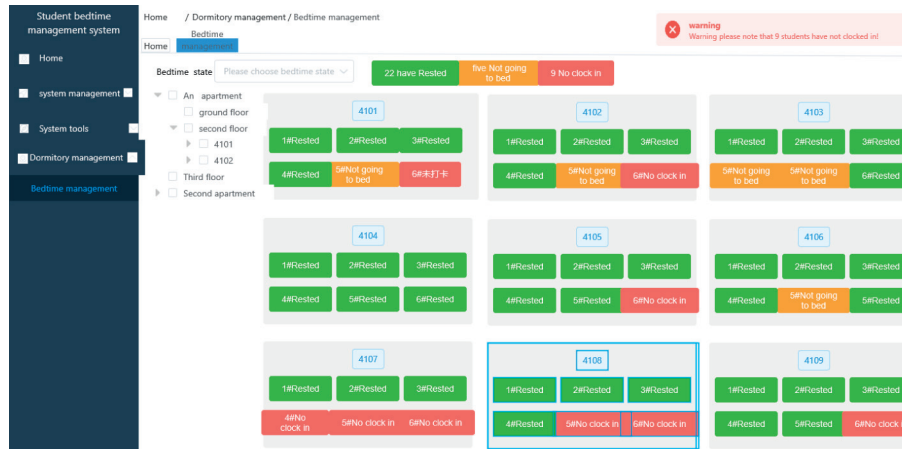 Student bedtime
management system
Home
system management
System tools
Dormitory management
Bedtime management
Home / Dormitory management / Bedtime management
Home
Bedtime
management
warning
Warning please note that 9 students have not clocked in!
Bedtime state
Please choose bedtime state
22 have Rested
five Not going
to bed
9 No clock in
An apartment
ground floor
second floor
4101
4102
Third floor
Second apartment
4101
1#Rested 2#Rested 3#Rested
4#Rested
5#Not going
to bed
6#未打卡
4102
1#Rested 2#Rested 3#Rested
4#Rested
5#Not going
to bed
6#No clock in
4103
1#Rested 2#Rested 3#Rested
5#Not going
to bed
5#Not going
to bed
6#Rested
4104
1#Rested 2#Rested 3#Rested
4#Rested 5#Rested 6#Rested
4105
1#Rested 2#Rested 3#Rested
4#Rested 5#Rested 6#No clock in
4106
1#Rested 2#Rested 3#Rested
4#Rested
5#Not going
to bed
5#Rested
4107
1#Rested 2#Rested 3#Rested
4#No
clock in
5#No clock in 6#No clock in
4108
1#Rested 2#Rested 3#Rested
4#Rested 5#No clock in 6#No clock in
4109
1#Rested 2#Rested 3#Rested
4#Rested 5#Rested 6#No clock